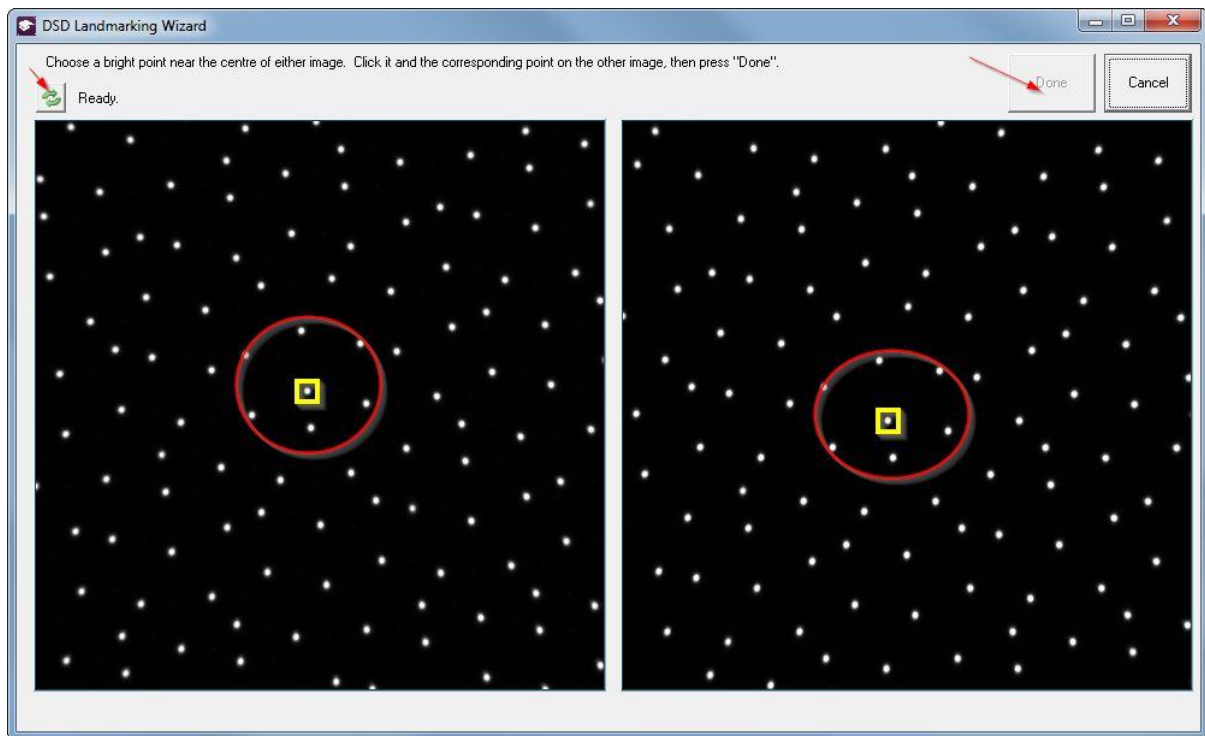 DSD Landmarking Wizard
Choose a bright point near the centre of either image.  Click it and the corresponding point on the other image, then press "Done".
Done
Cancel
Ready.